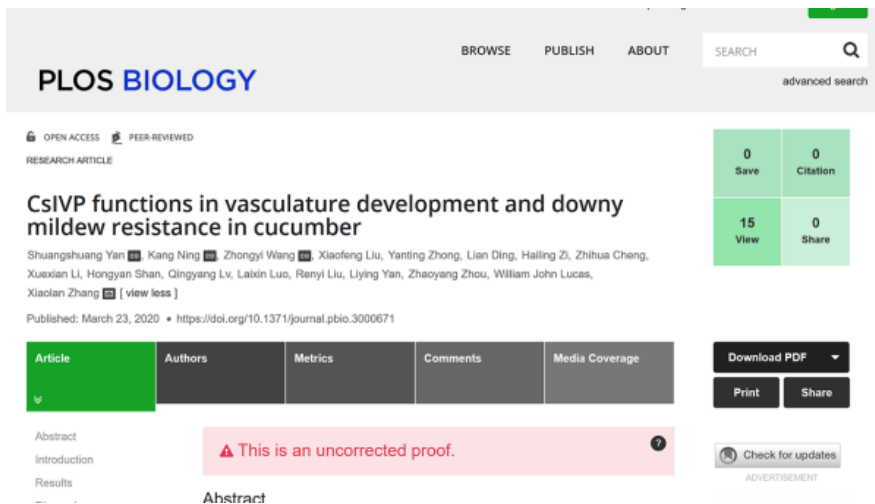 BROWSE PUBLISH ABOUT SEARCH
PLOS BIOLOGY
advanced search
OPEN ACCESS PEER-REVIEWED
RESEARCH ARTICLE
CsIVP functions in vasculature development and downy
mildew resistance in cucumber
Shuangshuang Yan, Kang Ning, Zhongyi Wang, Xiaofeng Liu, Yanting Zhong, Lian Ding, Hailing Zi, Zhihua Cheng,
Xuexian Li, Hongyan Shan, Qingyang Lv, Laixin Luo, Renyi Liu, Liying Yan, Zhaoyang Zhou, William John Lucas,
Xiaolan Zhang [ view less ]
Published: March 23, 2020 • https://doi.org/10.1371/journal.pbio.3000671
0 Save
0 Citation
15 View
0 Share
Article Authors Metrics Comments Media Coverage
Download PDF
Print Share
Abstract
Introduction
Results
This is an uncorrected proof. ?
Abstract
Check for updates
ADVERTISEMENT